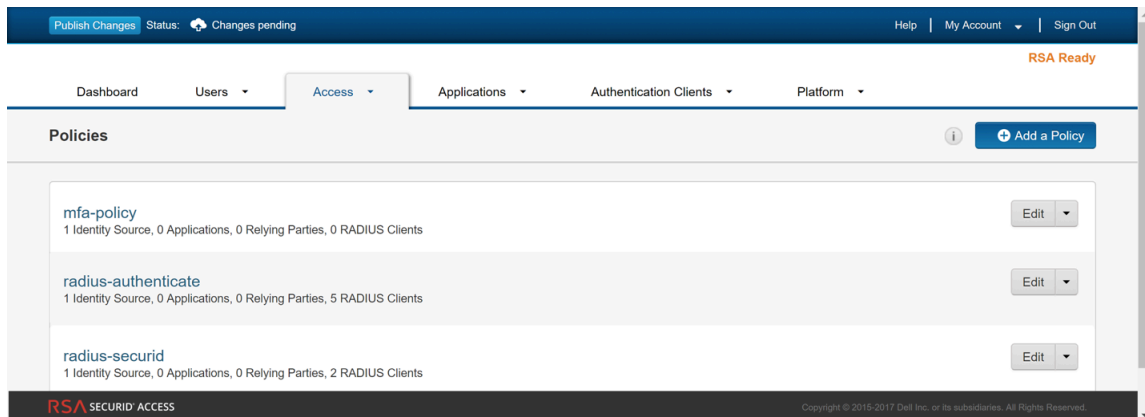 Publish Changes Status: Changes pending Help My Account Sign Out
RSA Ready
Dashboard Users Access Applications Authentication Clients Platform
Policies i Add a Policy
mfa-policy
1 Identity Source, 0 Applications, 0 Relying Parties, 0 RADIUS Clients
Edit
radius-authenticate
1 Identity Source, 0 Applications, 0 Relying Parties, 5 RADIUS Clients
Edit
radius-securid
1 Identity Source, 0 Applications, 0 Relying Parties, 2 RADIUS Clients
Edit
RSA SECURID® ACCESS Copyright © 2015-2017 Dell Inc. or its subsidiaries. All Rights Reserved.